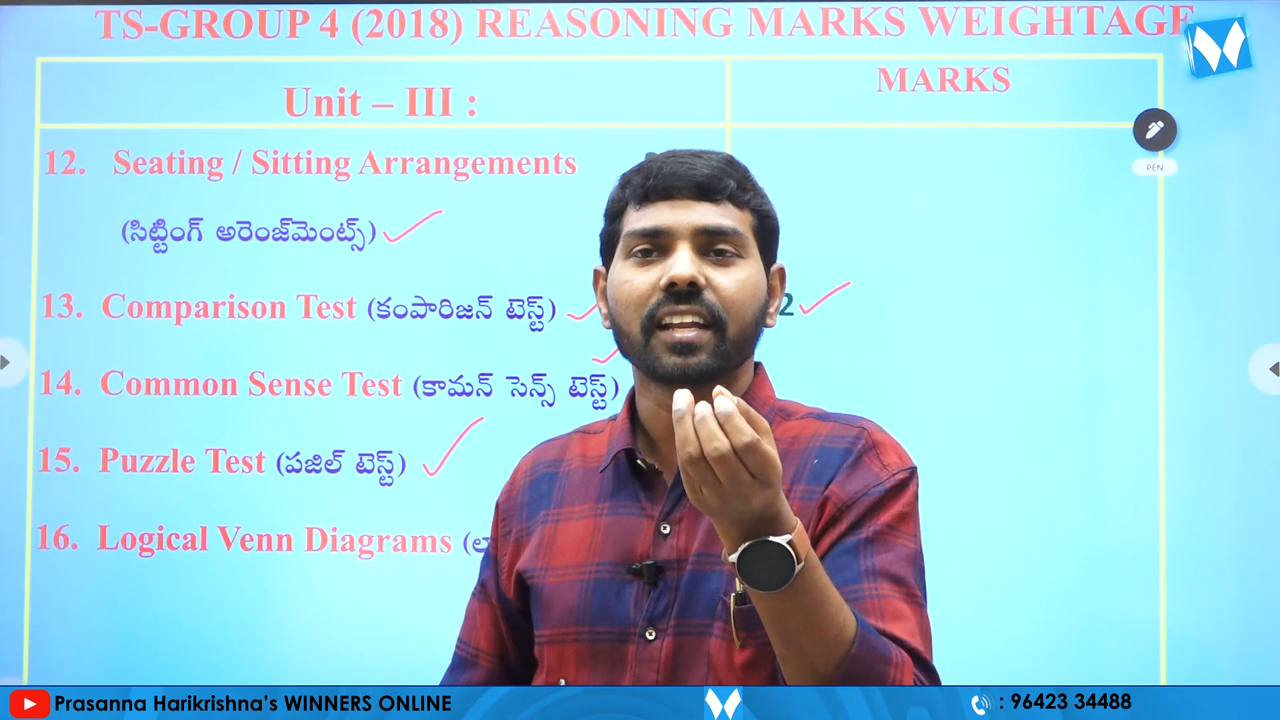 TS-GROUP 4 (2018) REASONING MARKS WEIGHTAGE
Unit – III :
MARKS
12. Seating / Sitting Arrangements
(సిట్టింగ్ అరెంజ్‌మెంట్స్)
13. Comparison Test (కంపారిజన్ టెస్ట్)
2
14. Common Sense Test (కామన్ సెన్స్ టెస్ట్)
15. Puzzle Test (పజిల్ టెస్ట్)
16. Logical Venn Diagrams (లా
PEN
Prasanna Harikrishna's WINNERS ONLINE
: 96423 34488